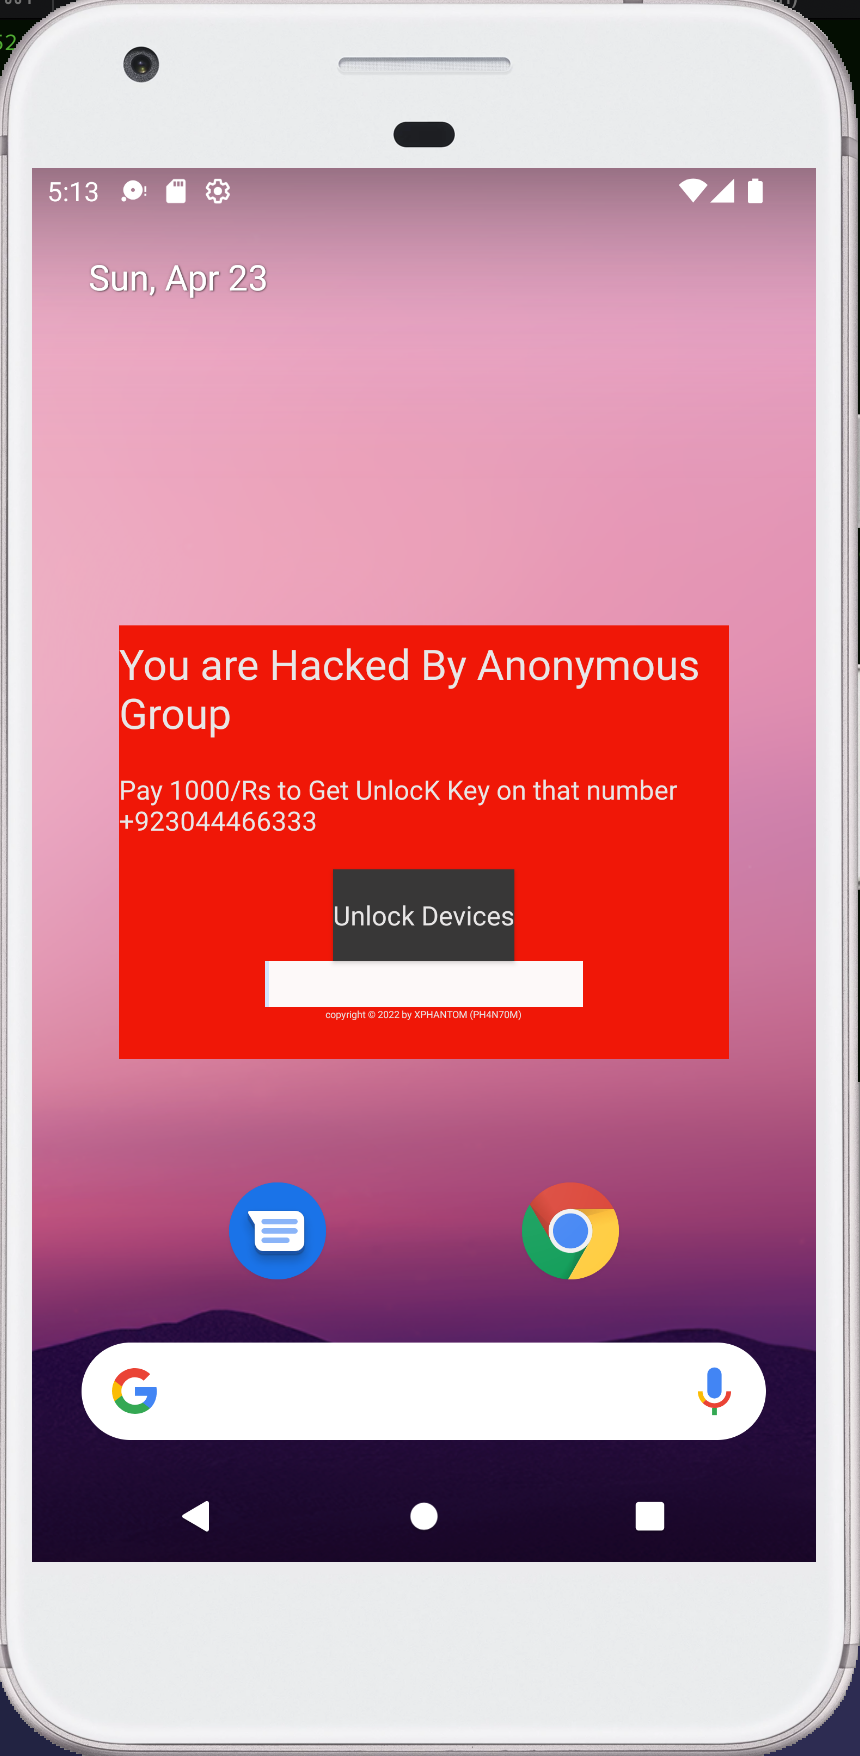 5:13
Sun, Apr 23
You are Hacked By Anonymous
Group
Pay 1000/Rs to Get UnlocK Key on that number
+923044466333
Unlock Devices
copyright © 2022 by XPHANTOM (PH4N70M)